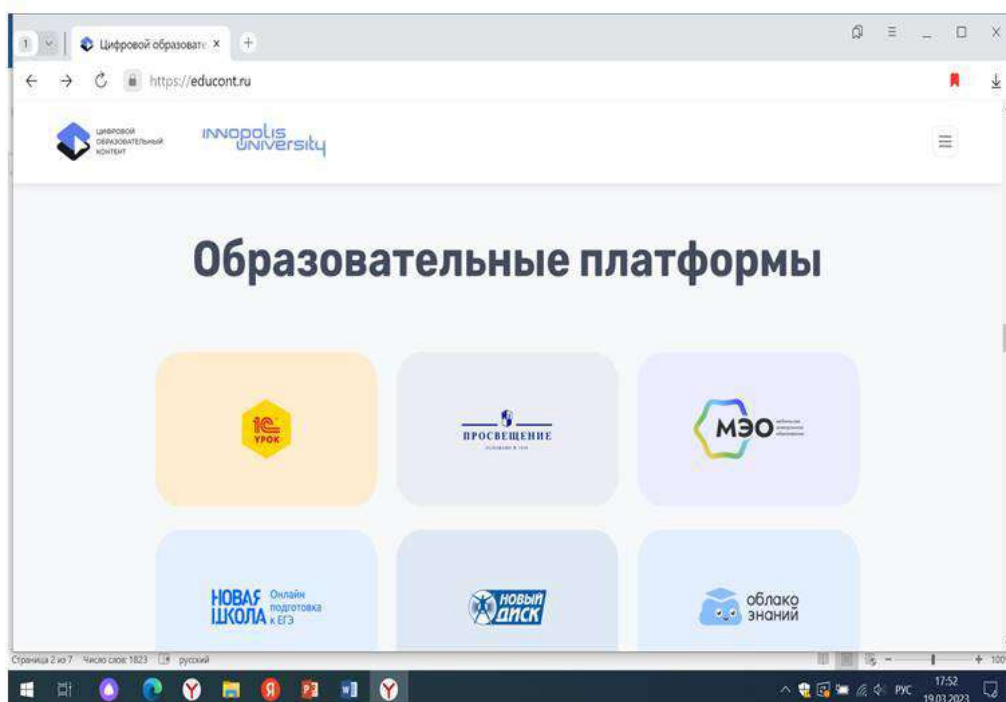 1
Цифровой образовате
https://educont.ru
ЦИФРОВОЙ
ОБРАЗОВАТЕЛЬНЫЙ
КОНТЕНТ
INNOPOLIS
UNIVERSITY
Образовательные платформы
1С
УРОК
ПРОСВЕЩЕНИЕ
МЭО
НОВАЯ
ШКОЛА
Онлайн
подготовка
к ЕГЭ
НОВЫЙ
ДИСК
облако
знаний
Страница 2 из 7 Число слов: 1823 русский
100
РУС
17:52
19.03.2023